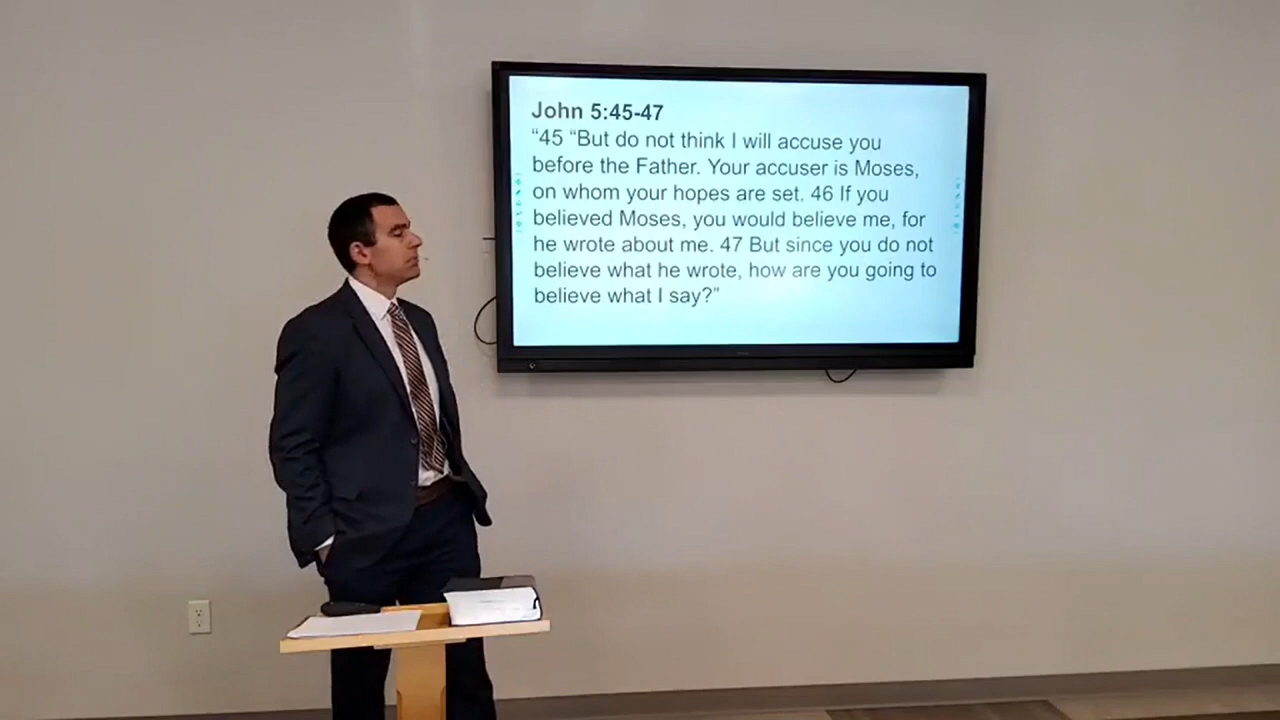 John 5:45-47
“45 “But do not think I will accuse you
before the Father. Your accuser is Moses,
on whom your hopes are set. 46 If you
believed Moses, you would believe me, for
he wrote about me. 47 But since you do not
believe what he wrote, how are you going to
believe what I say?”